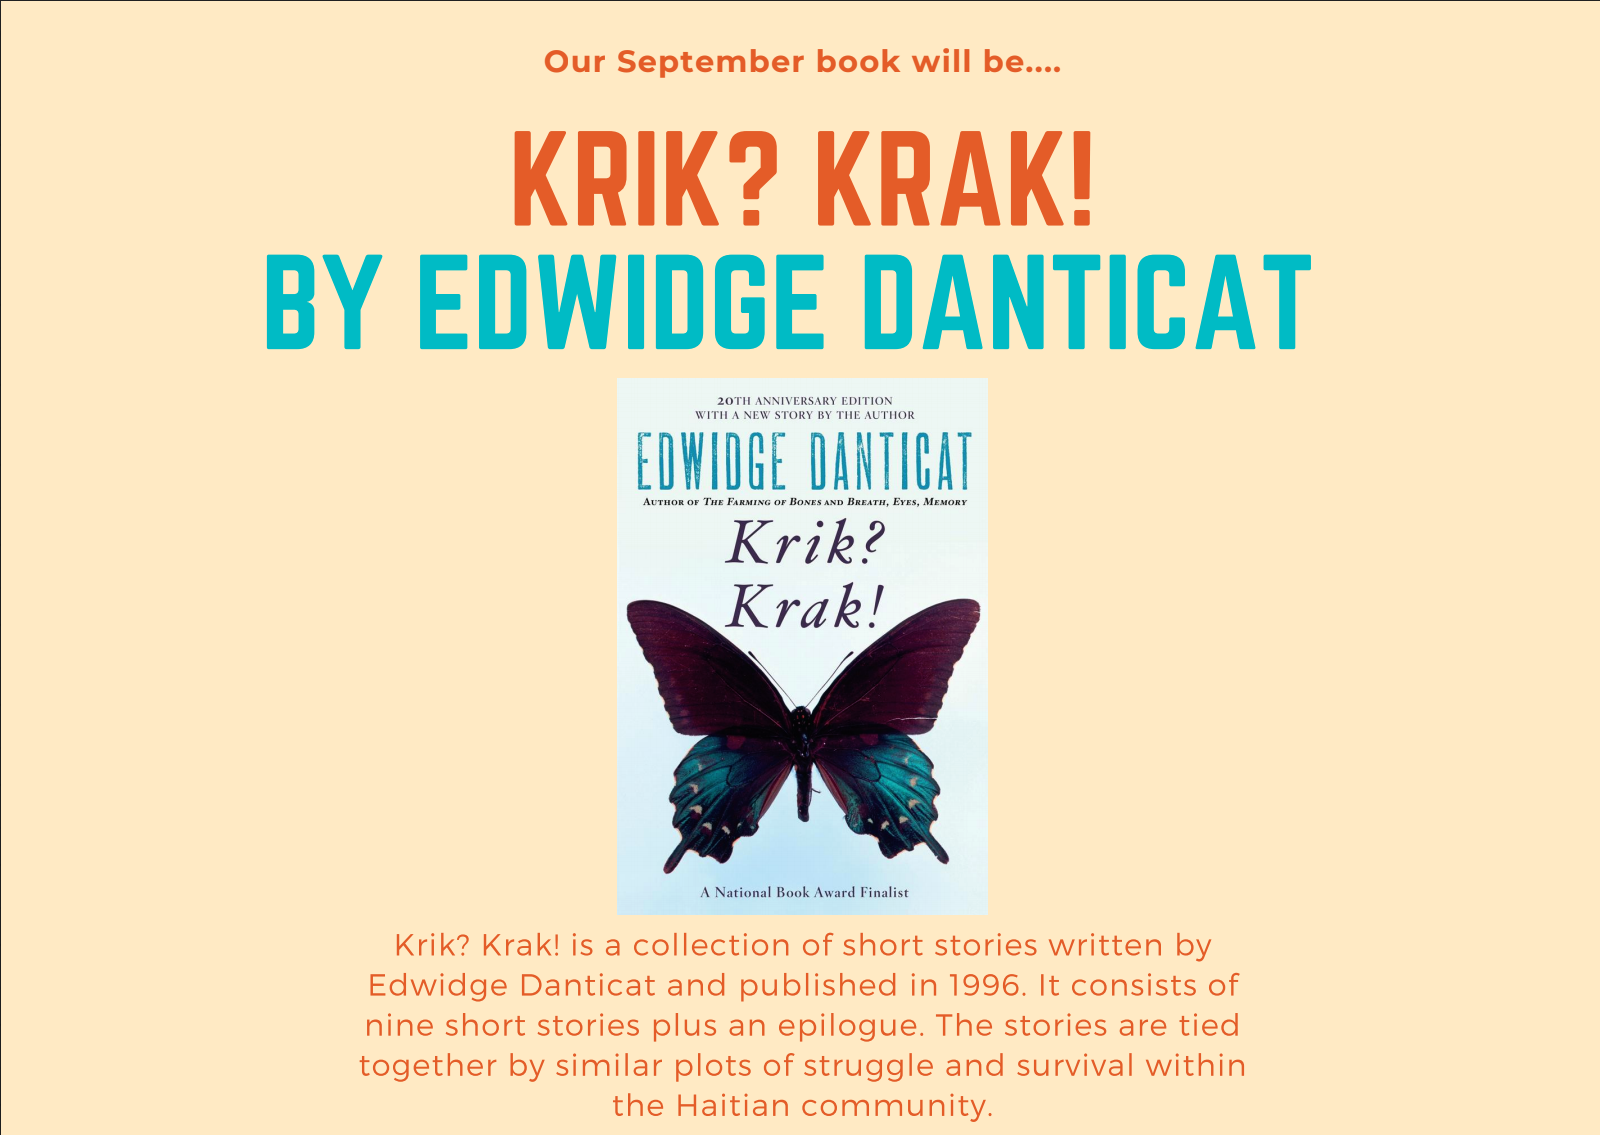 Our September book will be....
KRIK? KRAK!
BY EDWIDGE DANTICAT
20TH ANNIVERSARY EDITION
WITH A NEW STORY BY THE AUTHOR
EDWIDGE DANTICAT
AUTHOR OF THE FARMING OF BONES AND BREATH, EYES, MEMORY
Krik?
Krak!
A National Book Award Finalist
Krik? Krak! is a collection of short stories written by
Edwidge Danticat and published in 1996. It consists of
nine short stories plus an epilogue. The stories are tied
together by similar plots of struggle and survival within
the Haitian community.